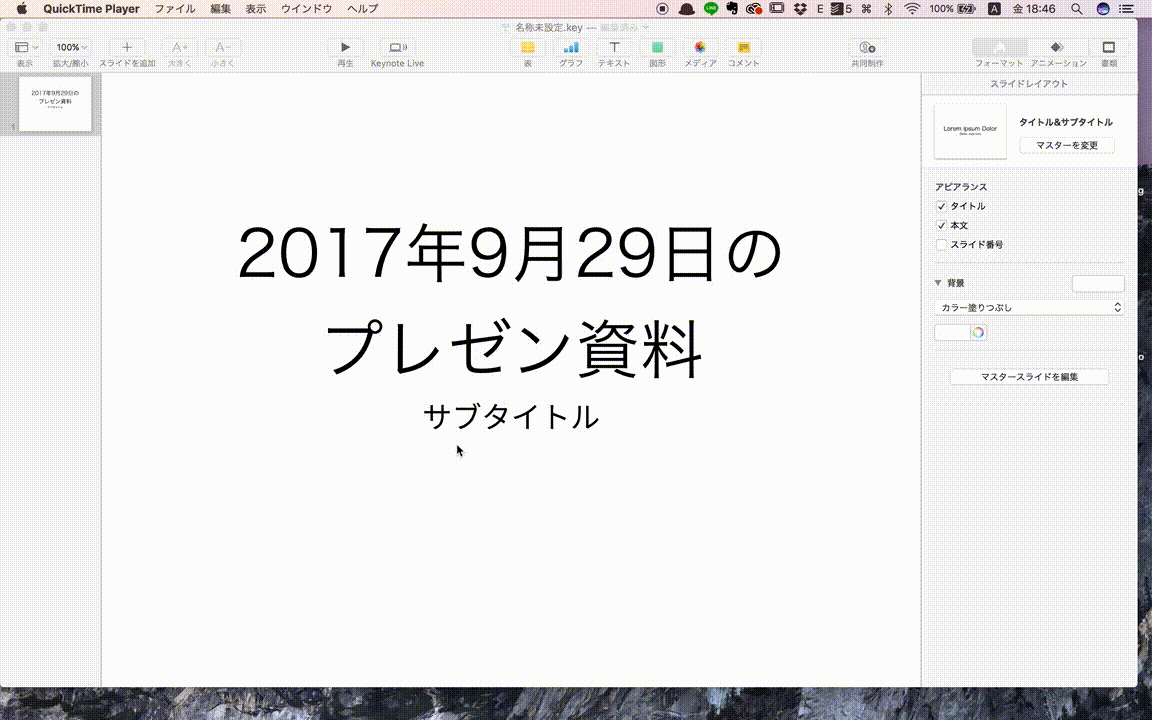 QuickTime Player ファイル 編集 表示 ウインドウ ヘルプ
LINE E 5 100% A 金 18:46
名称未設定.key — 編集済み
100%
表示 拡大/縮小 スライドを追加 大きく 小さく 再生 Keynote Live 表 グラフ テキスト 図形 メディア コメント 共同制作 フォーマット アニメーション 書類
スライドレイアウト
2017年9月29日の
プレゼン資料
サブタイトル
1
Lorem Ipsum Dolor
タイトル&サブタイトル
マスターを変更
アピアランス
タイトル
本文
スライド番号
背景
カラー塗りつぶし
マスタースライドを編集
2017年9月29日の
プレゼン資料
サブタイトル
g
o